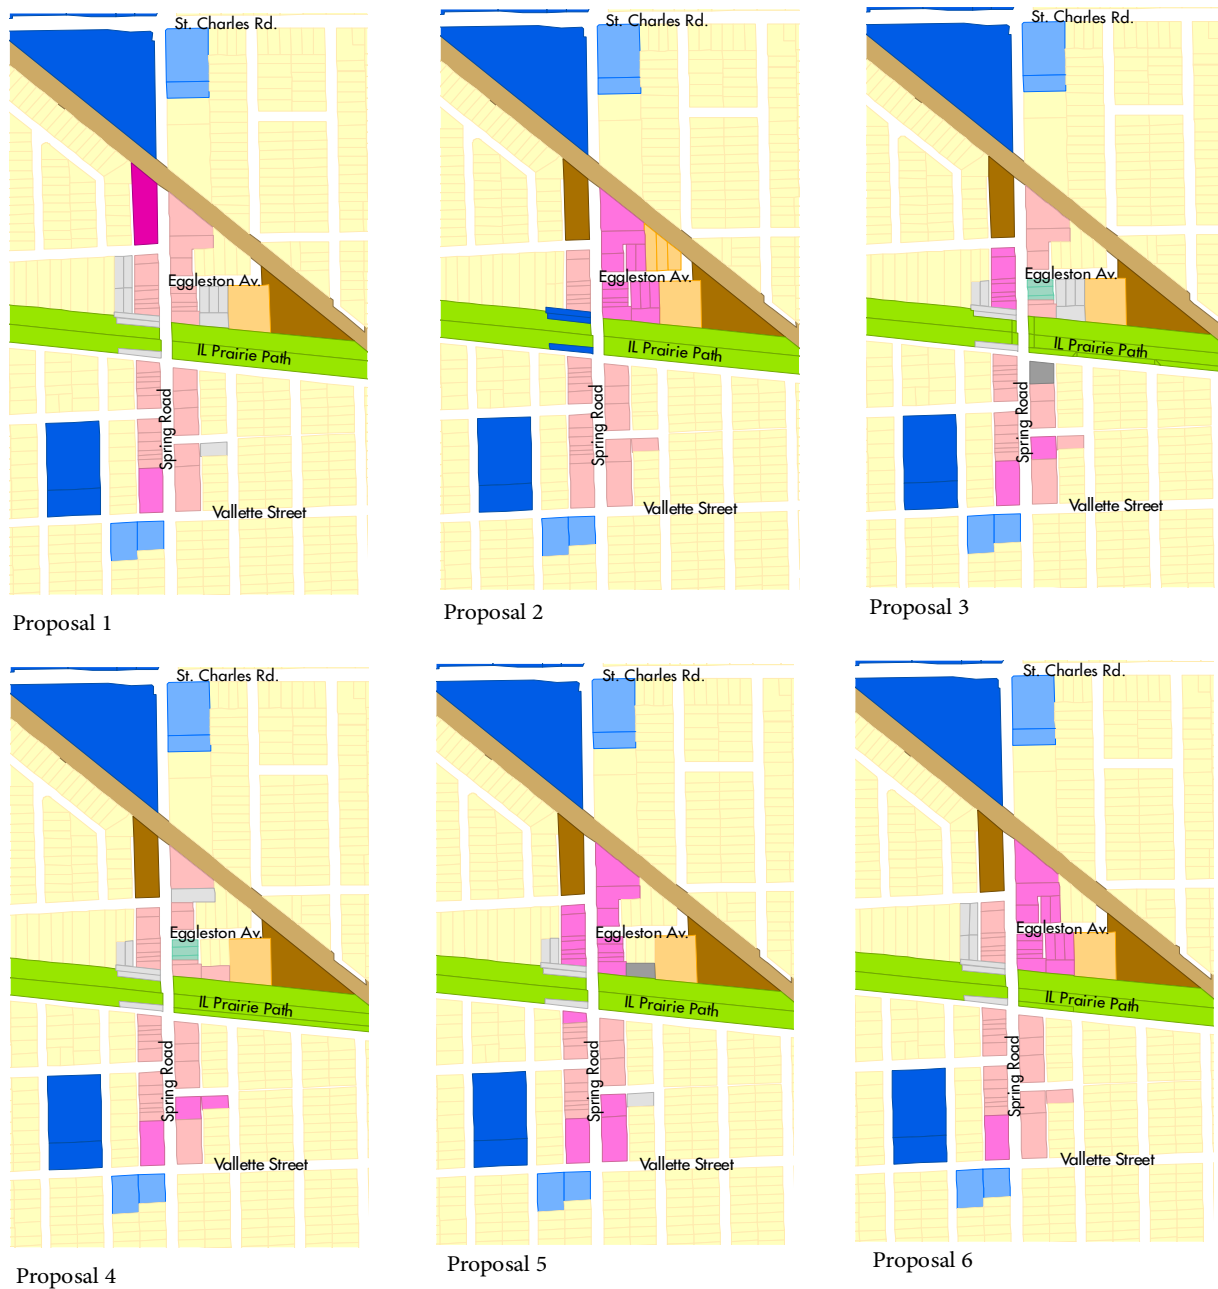 St. Charles Rd.
Eggleston Av.
IL Prairie Path
Spring Road
Vallette Street
Proposal 1
St. Charles Rd.
Eggleston Av.
IL Prairie Path
Spring Road
Vallette Street
Proposal 2
St. Charles Rd.
Eggleston Av.
IL Prairie Path
Spring Road
Vallette Street
Proposal 3
St. Charles Rd.
Eggleston Av.
IL Prairie Path
Spring Road
Vallette Street
Proposal 4
St. Charles Rd.
Eggleston Av.
IL Prairie Path
Spring Road
Vallette Street
Proposal 5
St. Charles Rd.
Eggleston Av.
IL Prairie Path
Spring Road
Vallette Street
Proposal 6